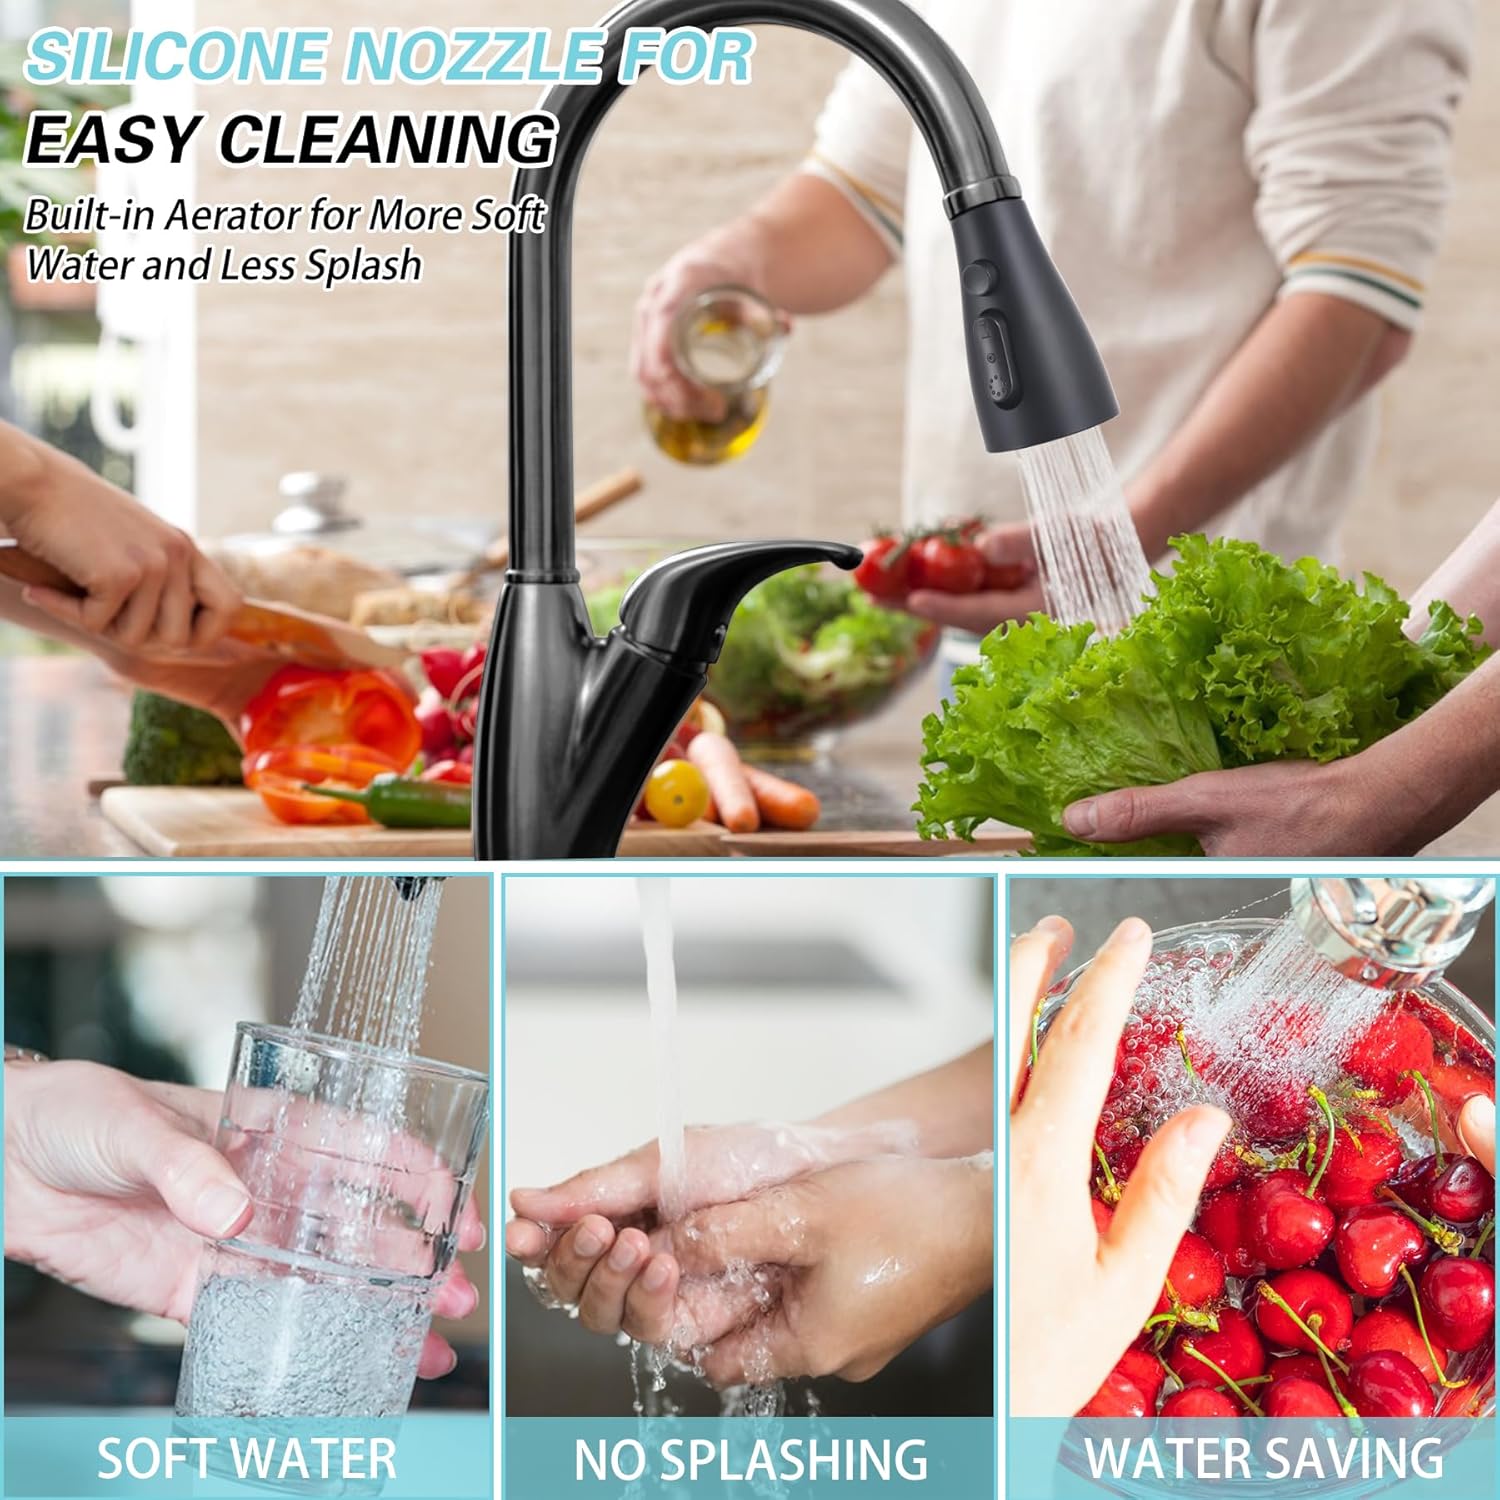 SILICONE NOZZLE FOR
EASY CLEANING
Built-in Aerator for More Soft
Water and Less Splash
SOFT WATER
NO SPLASHING
WATER SAVING